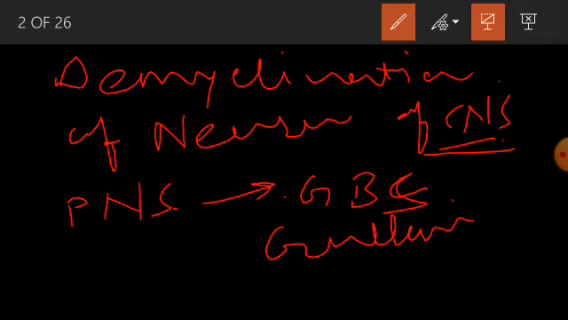 2 OF 26
Demyelination
of Neuron of CNS
PNS → GBS